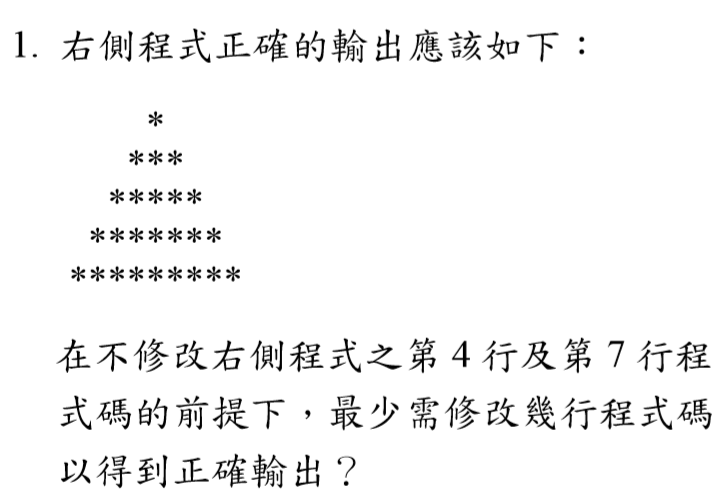 1. 右側程式正確的輸出應該如下：
*
***
*****
*******
*********
在不修改右側程式之第 4 行及第 7 行程
式碼的前提下，最少需修改幾行程式碼
以得到正確輸出？